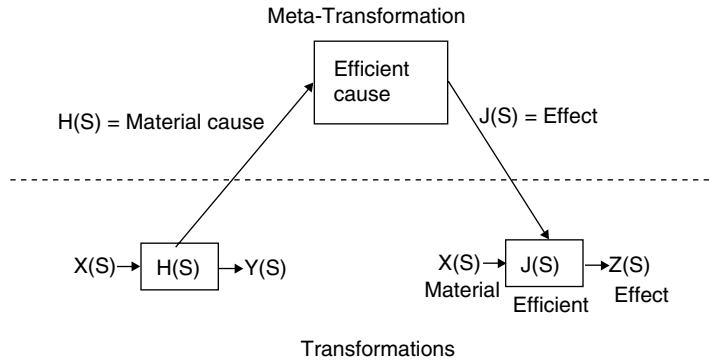 Meta-Transformation
Efficient
cause
H(S) = Material cause
J(S) = Effect
X(S)
H(S)
Y(S)
X(S)
J(S)
Z(S)
Material
Efficient
Effect
Transformations